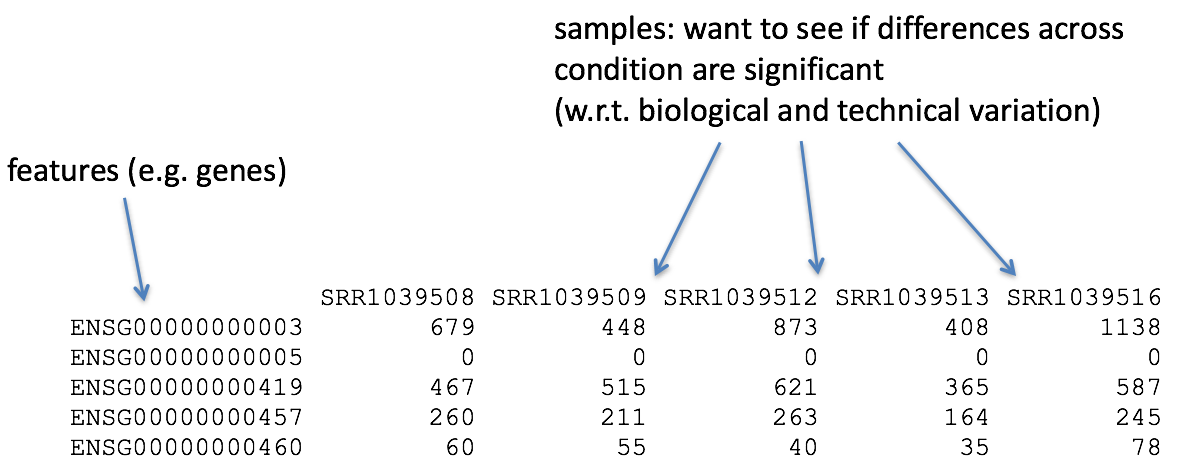 samples: want to see if differences across
condition are significant
(w.r.t. biological and technical variation)
features (e.g. genes)
SRR1039508 SRR1039509 SRR1039512 SRR1039513 SRR1039516
ENSG00000000003 679 448 873 408 1138
ENSG00000000005 0 0 0 0 0
ENSG00000000419 467 515 621 365 587
ENSG00000000457 260 211 263 164 245
ENSG00000000460 60 55 40 35 78